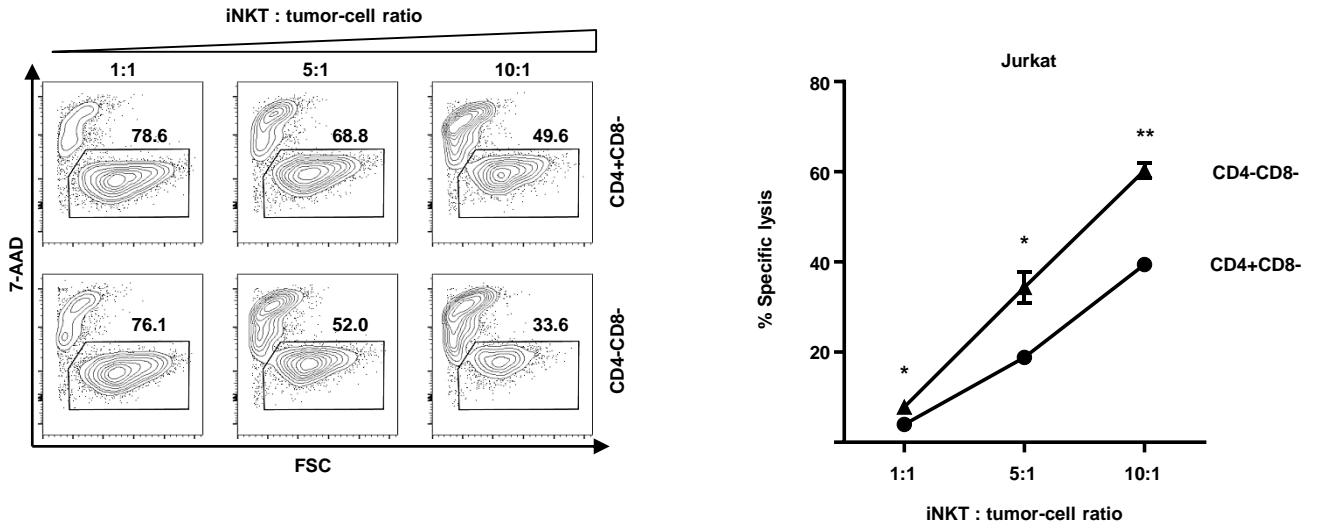 iNKT : tumor-cell ratio
1:1 5:1 10:1
78.6 68.8 49.6
CD4+CD8-
76.1 52.0 33.6
CD4-CD8-
7-AAD
FSC
Jurkat
80
60
40
20
% Specific lysis
* * **
CD4-CD8-
CD4+CD8-
1:1 5:1 10:1
iNKT : tumor-cell ratio